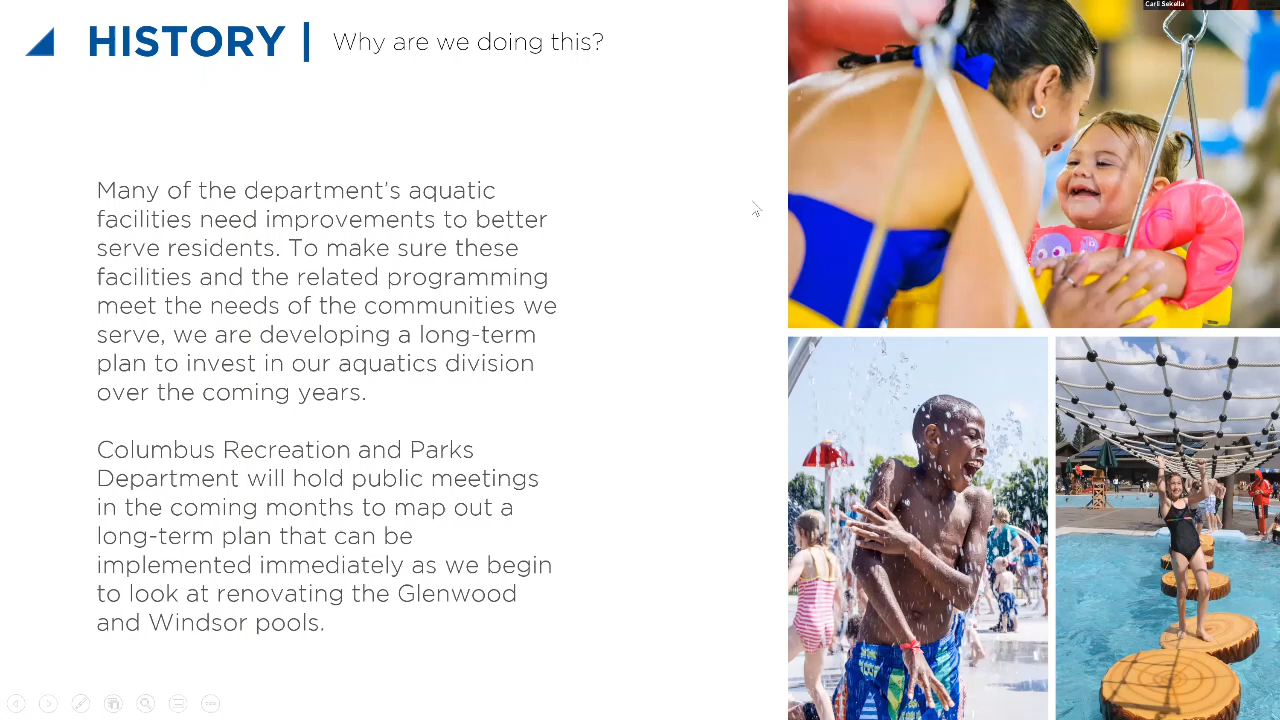 Carli Sekella
HISTORY | Why are we doing this?
Many of the department's aquatic
facilities need improvements to better
serve residents. To make sure these
facilities and the related programming
meet the needs of the communities we
serve, we are developing a long-term
plan to invest in our aquatics division
over the coming years.
Columbus Recreation and Parks
Department will hold public meetings
in the coming months to map out a
long-term plan that can be
implemented immediately as we begin
to look at renovating the Glenwood
and Windsor pools.